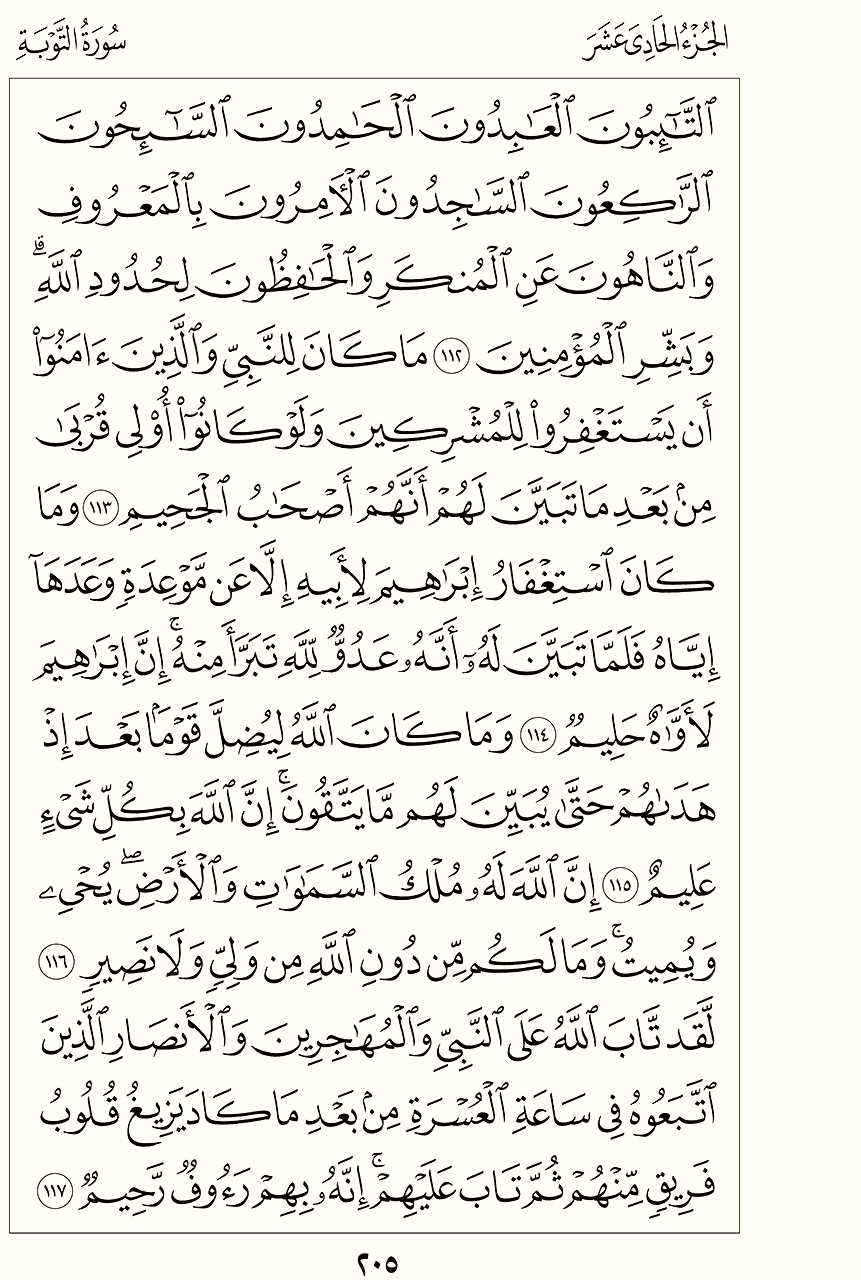 الجُزْءُ الحَادِىَ عَشَرَ
سُورَةُ التَّوْبَةِ
ٱلتَّـٰٓئِبُونَ ٱلْعَـٰبِدُونَ ٱلْحَـٰمِدُونَ ٱلسَّـٰٓئِحُونَ
ٱلرَّٰكِعُونَ ٱلسَّـٰجِدُونَ ٱلْـَٔامِرُونَ بِٱلْمَعْرُوفِ
وَٱلنَّاهُونَ عَنِ ٱلْمُنكَرِ وَٱلْحَـٰفِظُونَ لِحُدُودِ ٱللَّهِ ۗ
وَبَشِّرِ ٱلْمُؤْمِنِينَ ١١٢ مَا كَانَ لِلنَّبِىِّ وَٱلَّذِينَ ءَامَنُوٓا۟
أَن يَسْتَغْفِرُوا۟ لِلْمُشْرِكِينَ وَلَوْ كَانُوٓا۟ أُو۟لِى قُرْبَىٰ
مِنۢ بَعْدِ مَا تَبَيَّنَ لَهُمْ أَنَّهُمْ أَصْحَـٰبُ ٱلْجَحِيمِ ١١٣ وَمَا
كَانَ ٱسْتِغْفَارُ إِبْرَٰهِيمَ لِأَبِيهِ إِلَّا عَن مَّوْعِدَةٍ وَعَدَهَآ
إِيَّاهُ فَلَمَّا تَبَيَّنَ لَهُۥٓ أَنَّهُۥ عَدُوٌّ لِّلَّهِ تَبَرَّأَ مِنْهُ ۚ إِنَّ إِبْرَٰهِيمَ
لَأَوَّٰهٌ حَلِيمٌ ١١٤ وَمَا كَانَ ٱللَّهُ لِيُضِلَّ قَوْمًۢا بَعْدَ إِذْ
هَدَىٰهُمْ حَتَّىٰ يُبَيِّنَ لَهُم مَّا يَتَّقُونَ ۚ إِنَّ ٱللَّهَ بِكُلِّ شَىْءٍ
عَلِيمٌ ١١٥ إِنَّ ٱللَّهَ لَهُۥ مُلْكُ ٱلسَّمَـٰوَٰتِ وَٱلْأَرْضِ ۖ يُحْىِۦ
وَيُمِيتُ ۚ وَمَا لَكُم مِّن دُونِ ٱللَّهِ مِن وَلِىٍّ وَلَا نَصِيرٍ ١١٦
لَّقَد تَّابَ ٱللَّهُ عَلَى ٱلنَّبِىِّ وَٱلْمُهَـٰجِرِينَ وَٱلْأَنصَارِ ٱلَّذِينَ
ٱتَّبَعُوهُ فِى سَاعَةِ ٱلْعُسْرَةِ مِنۢ بَعْدِ مَا كَادَ يَزِيغُ قُلُوبُ
فَرِيقٍ مِّنْهُمْ ثُمَّ تَابَ عَلَيْهِمْ ۚ إِنَّهُۥ بِهِمْ رَءُوفٌ رَّحِيمٌ ١١٧
٢٠٥